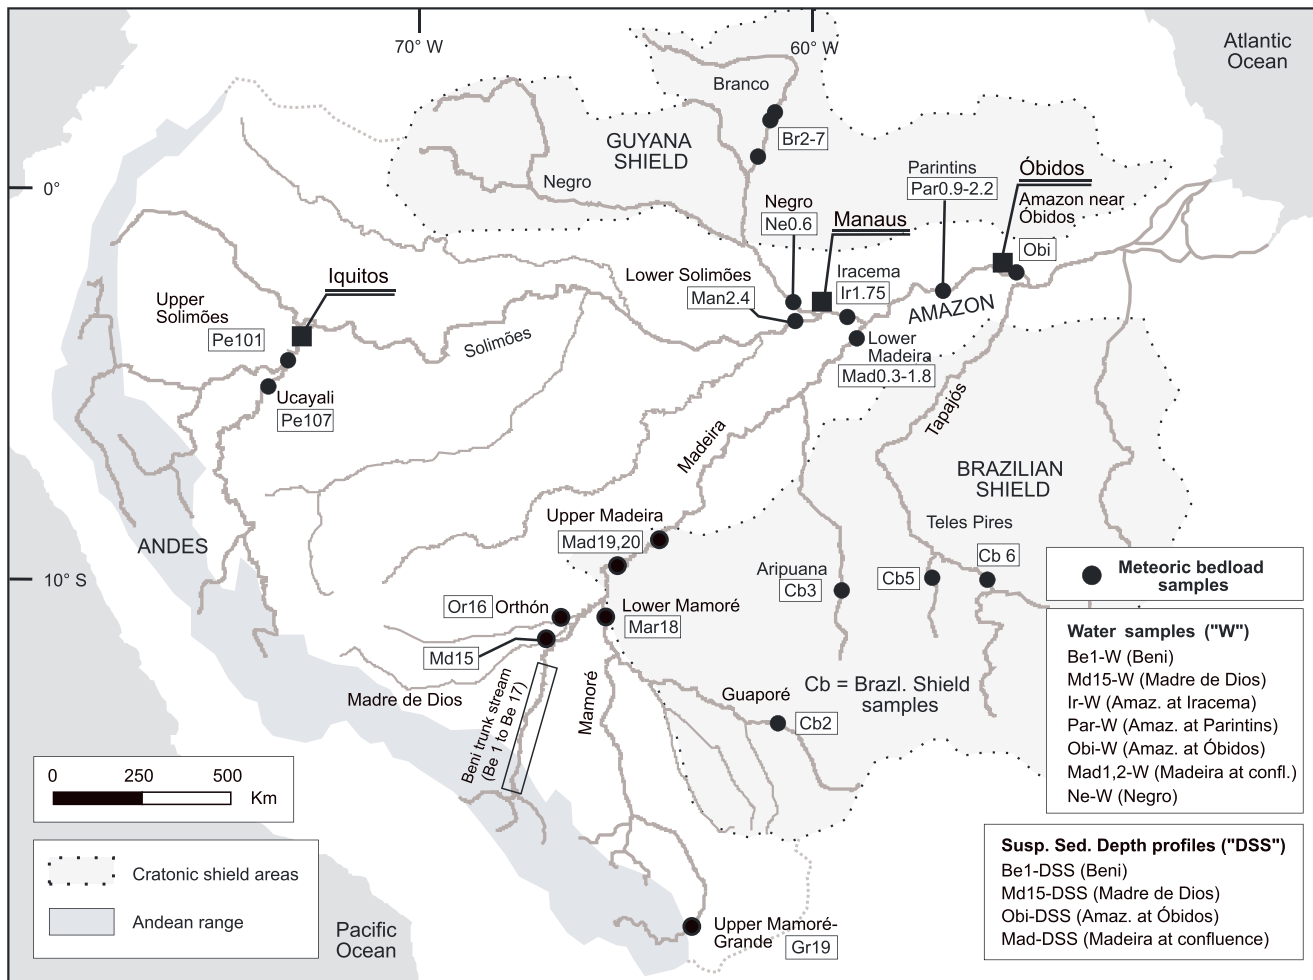 70° W
60° W
Atlantic
Ocean
Branco
Br2-7
GUYANA
SHIELD
Negro
0°
Parintins
Par0.9-2.2
Óbidos
Amazon near
Óbidos
Obi
Negro
Ne0.6
Manaus
Iquitos
Lower Solimões
Man2.4
Iracema
Ir1.75
AMAZON
Upper
Solimões
Pe101
Solimões
Lower
Madeira
Mad0.3-1.8
Ucayali
Pe107
Tapajós
Madeira
BRAZILIAN
SHIELD
Teles Pires
Upper Madeira
Mad19,20
ANDES
Cb 6
Cb5
Aripuana
Cb3
10° S
Or16 Orthón
Lower Mamoré
Mar18
Md15
Madre de Dios
Beni trunk stream
(Be 1 to Be 17)
Mamoré
Guaporé
Cb2
Cb = Brazl. Shield
samples
Meteoric bedload
samples
Water samples ("W")
Be1-W (Beni)
Md15-W (Madre de Dios)
Ir-W (Amaz. at Iracema)
Par-W (Amaz. at Parintins)
Obi-W (Amaz. at Óbidos)
Mad1,2-W (Madeira at confl.)
Ne-W (Negro)
Susp. Sed. Depth profiles ("DSS")
Be1-DSS (Beni)
Md15-DSS (Madre de Dios)
Obi-DSS (Amaz. at Óbidos)
Mad-DSS (Madeira at confluence)
0 250 500
Km
Cratonic shield areas
Andean range
Pacific
Ocean
Upper Mamoré-
Grande
Gr19